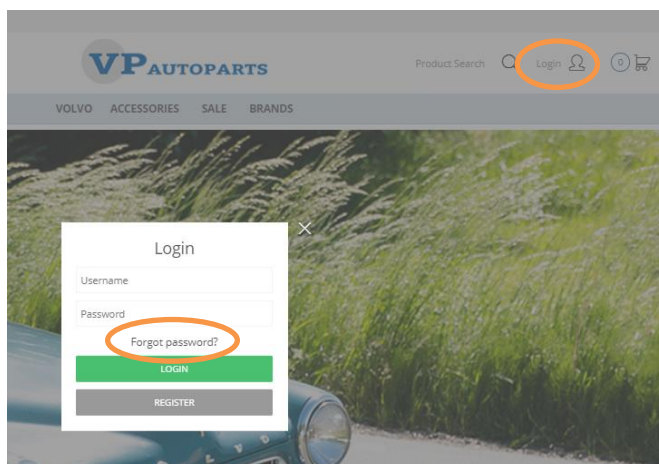 VP AUTOPARTS
Product Search Login 0
VOLVO ACCESSORIES SALE BRANDS
Login
Username
Password
Forgot password?
LOGIN
REGISTER